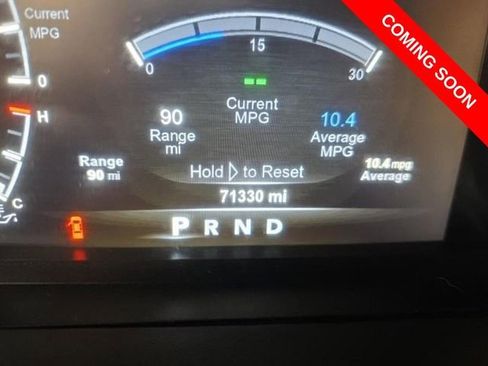 Current
MPG
0
H
C
0
15
30
--
Current
MPG
90
Range
mi
10.4
Average
MPG
Range
90 mi
Hold ▷ to Reset
10.4 mpg
Average
71330 mi
P R N D
COMING SOON